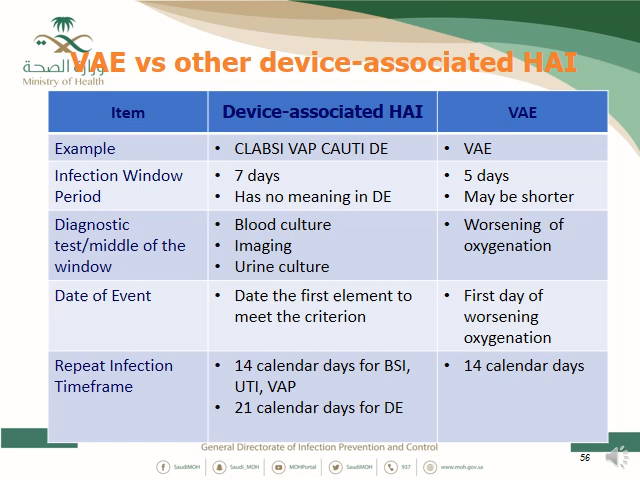 VAE vs other device-associated HAI
وزارة الصحة
Ministry of Health
Item
Device-associated HAI
VAE
Example
• CLABSI VAP CAUTI DE
• VAE
Infection Window
Period
• 7 days
• Has no meaning in DE
• 5 days
• May be shorter
Diagnostic
test/middle of the
window
• Blood culture
• Imaging
• Urine culture
• Worsening of
oxygenation
Date of Event
• Date the first element to
meet the criterion
• First day of
worsening
oxygenation
Repeat Infection
Timeframe
• 14 calendar days for BSI,
UTI, VAP
• 21 calendar days for DE
• 14 calendar days
General Directorate of Infection Prevention and Control
SaudiMOH
Saudi_MOH
MOHPortal
SaudiMOH
SaudiMOH
937
www.moh.gov.sa
56